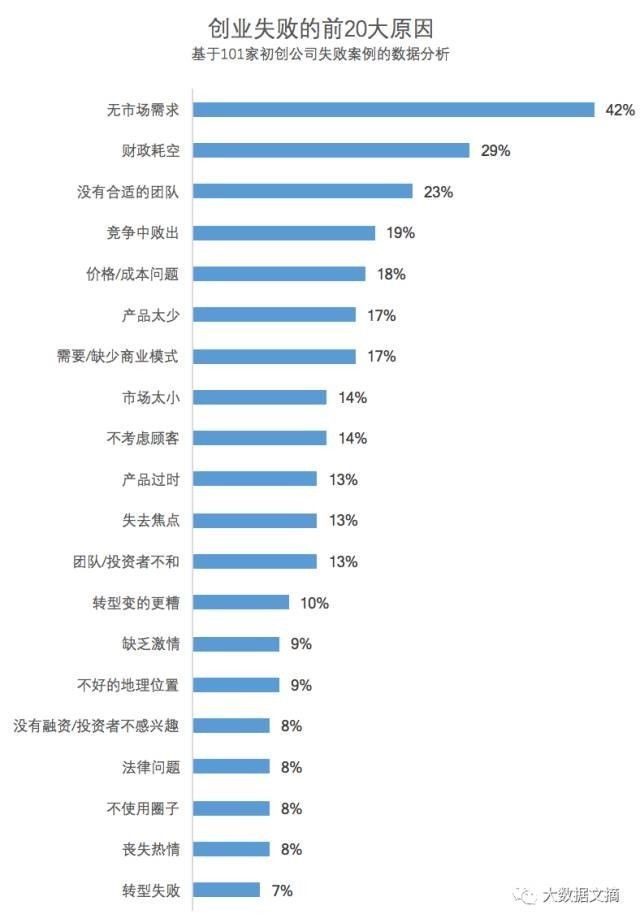 创业失败的前20大原因
基于101家初创公司失败案例的数据分析
无市场需求 42%
财政耗空 29%
没有合适的团队 23%
竞争中败出 19%
价格/成本问题 18%
产品太少 17%
需要/缺少商业模式 17%
市场太小 14%
不考虑顾客 14%
产品过时 13%
失去焦点 13%
团队/投资者不和 13%
转型变的更糟 10%
缺乏激情 9%
不好的地理位置 9%
没有融资/投资者不感兴趣 8%
法律问题 8%
不使用圈子 8%
丧失热情 8%
转型失败 7%
大数据文摘